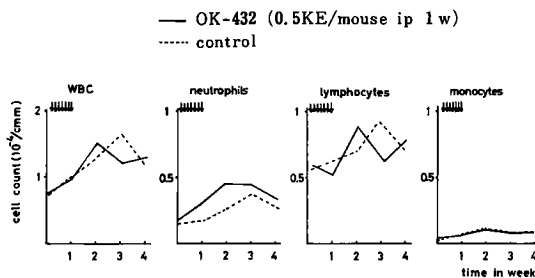 OK-432 (0.5KE/mouse ip 1w)
control
WBC
neutrophils
lymphocytes
monocytes
cell count (10⁻⁴/cmm)
2
1
1
0.5
1
0.5
1
0.5
1 2 3 4
1 2 3 4
1 2 3 4
1 2 3 4
time in week